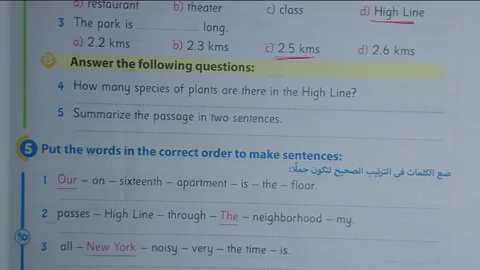 a) restaurant b) theater c) class d) High Line
3 The park is ............ long.
a) 2.2 kms b) 2.3 kms c) 2.5 kms d) 2.6 kms
B Answer the following questions:
4 How many species of plants are there in the High Line?
5 Summarize the passage in two sentences.
5 Put the words in the correct order to make sentences:
ضع الكلمات فى الترتيب الصحيح لتكون جملًا:
1 Our – on – sixteenth – apartment – is – the – floor.
2 passes – High Line – through – The – neighborhood – my.
3 all – New York – noisy – very – the time – is.